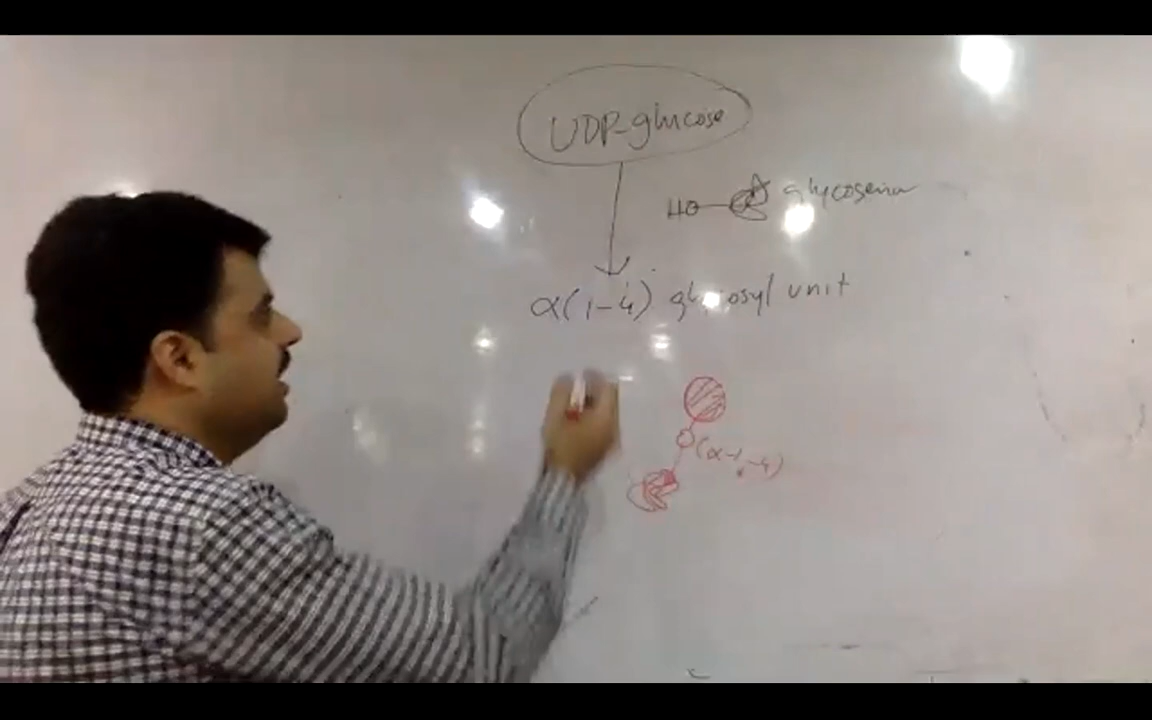 UDP-glucose
HO glycogenin
α(1-4) glucosyl unit
O(α-1-4)